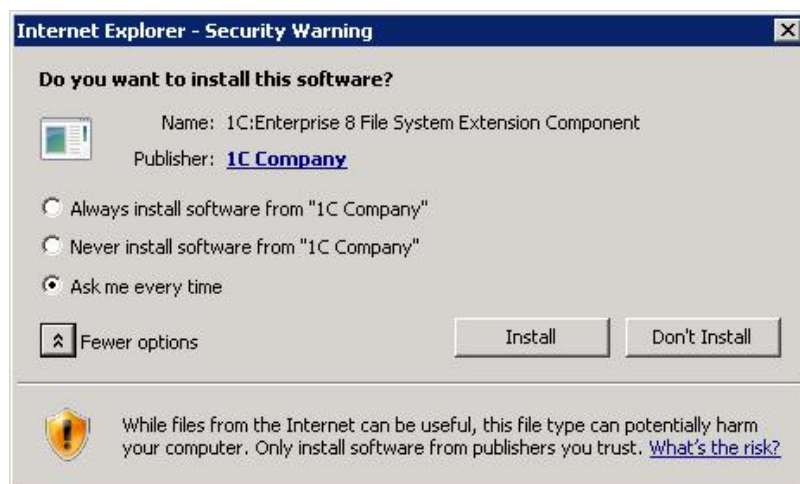 Internet Explorer - Security Warning
Do you want to install this software?
Name: 1C:Enterprise 8 File System Extension Component
Publisher: 1C Company
Always install software from "1C Company"
Never install software from "1C Company"
Ask me every time
Fewer options
Install
Don't Install
While files from the Internet can be useful, this file type can potentially harm
your computer. Only install software from publishers you trust. What's the risk?